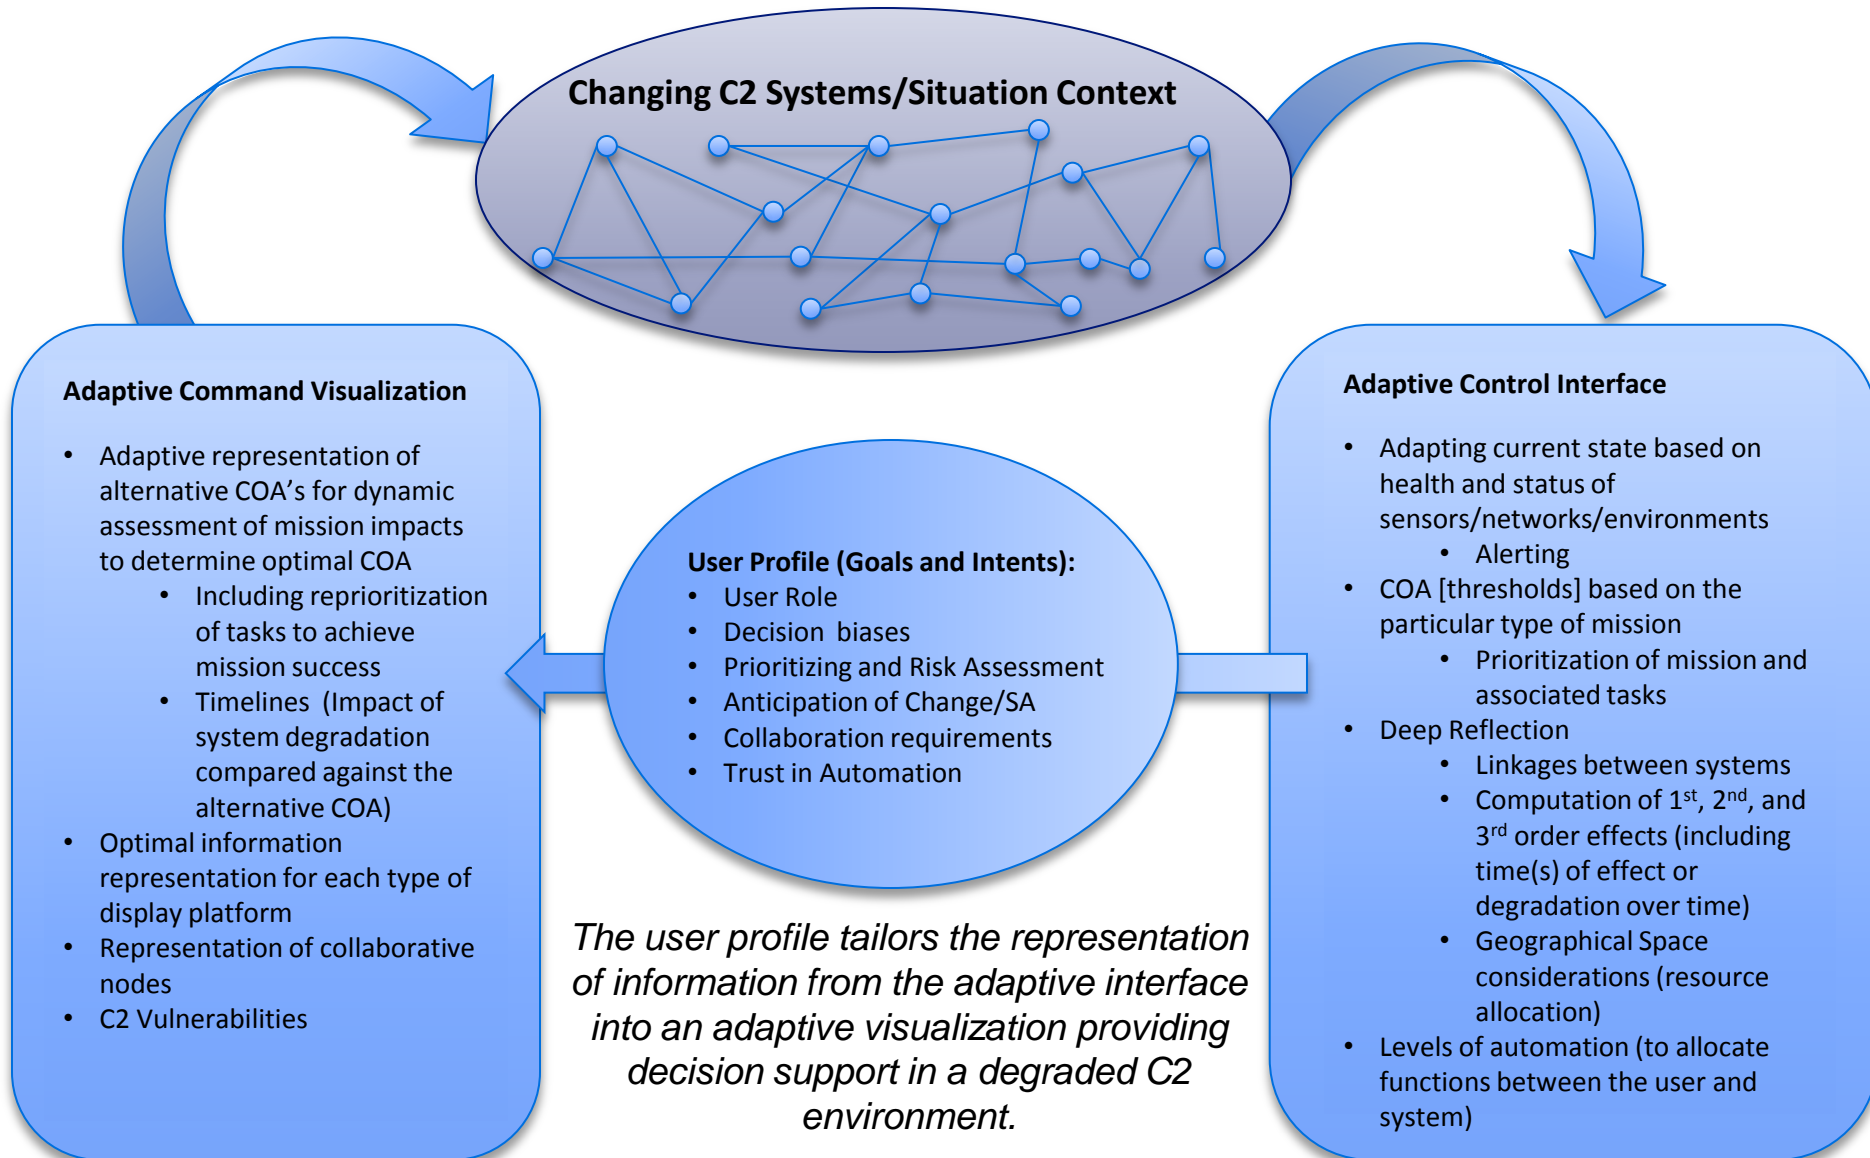 Changing C2 Systems/Situation Context
Adaptive Command Visualization
• Adaptive representation of
alternative COA’s for dynamic
assessment of mission impacts
to determine optimal COA
• Including reprioritization
of tasks to achieve
mission success
• Timelines (Impact of
system degradation
compared against the
alternative COA)
• Optimal information
representation for each type of
display platform
• Representation of collaborative
nodes
• C2 Vulnerabilities
User Profile (Goals and Intents):
• User Role
• Decision biases
• Prioritizing and Risk Assessment
• Anticipation of Change/SA
• Collaboration requirements
• Trust in Automation
The user profile tailors the representation
of information from the adaptive interface
into an adaptive visualization providing
decision support in a degraded C2
environment.
Adaptive Control Interface
• Adapting current state based on
health and status of
sensors/networks/environments
• Alerting
• COA [thresholds] based on the
particular type of mission
• Prioritization of mission and
associated tasks
• Deep Reflection
• Linkages between systems
• Computation of 1st, 2nd, and
3rd order effects (including
time(s) of effect or
degradation over time)
• Geographical Space
considerations (resource
allocation)
• Levels of automation (to allocate
functions between the user and
system)